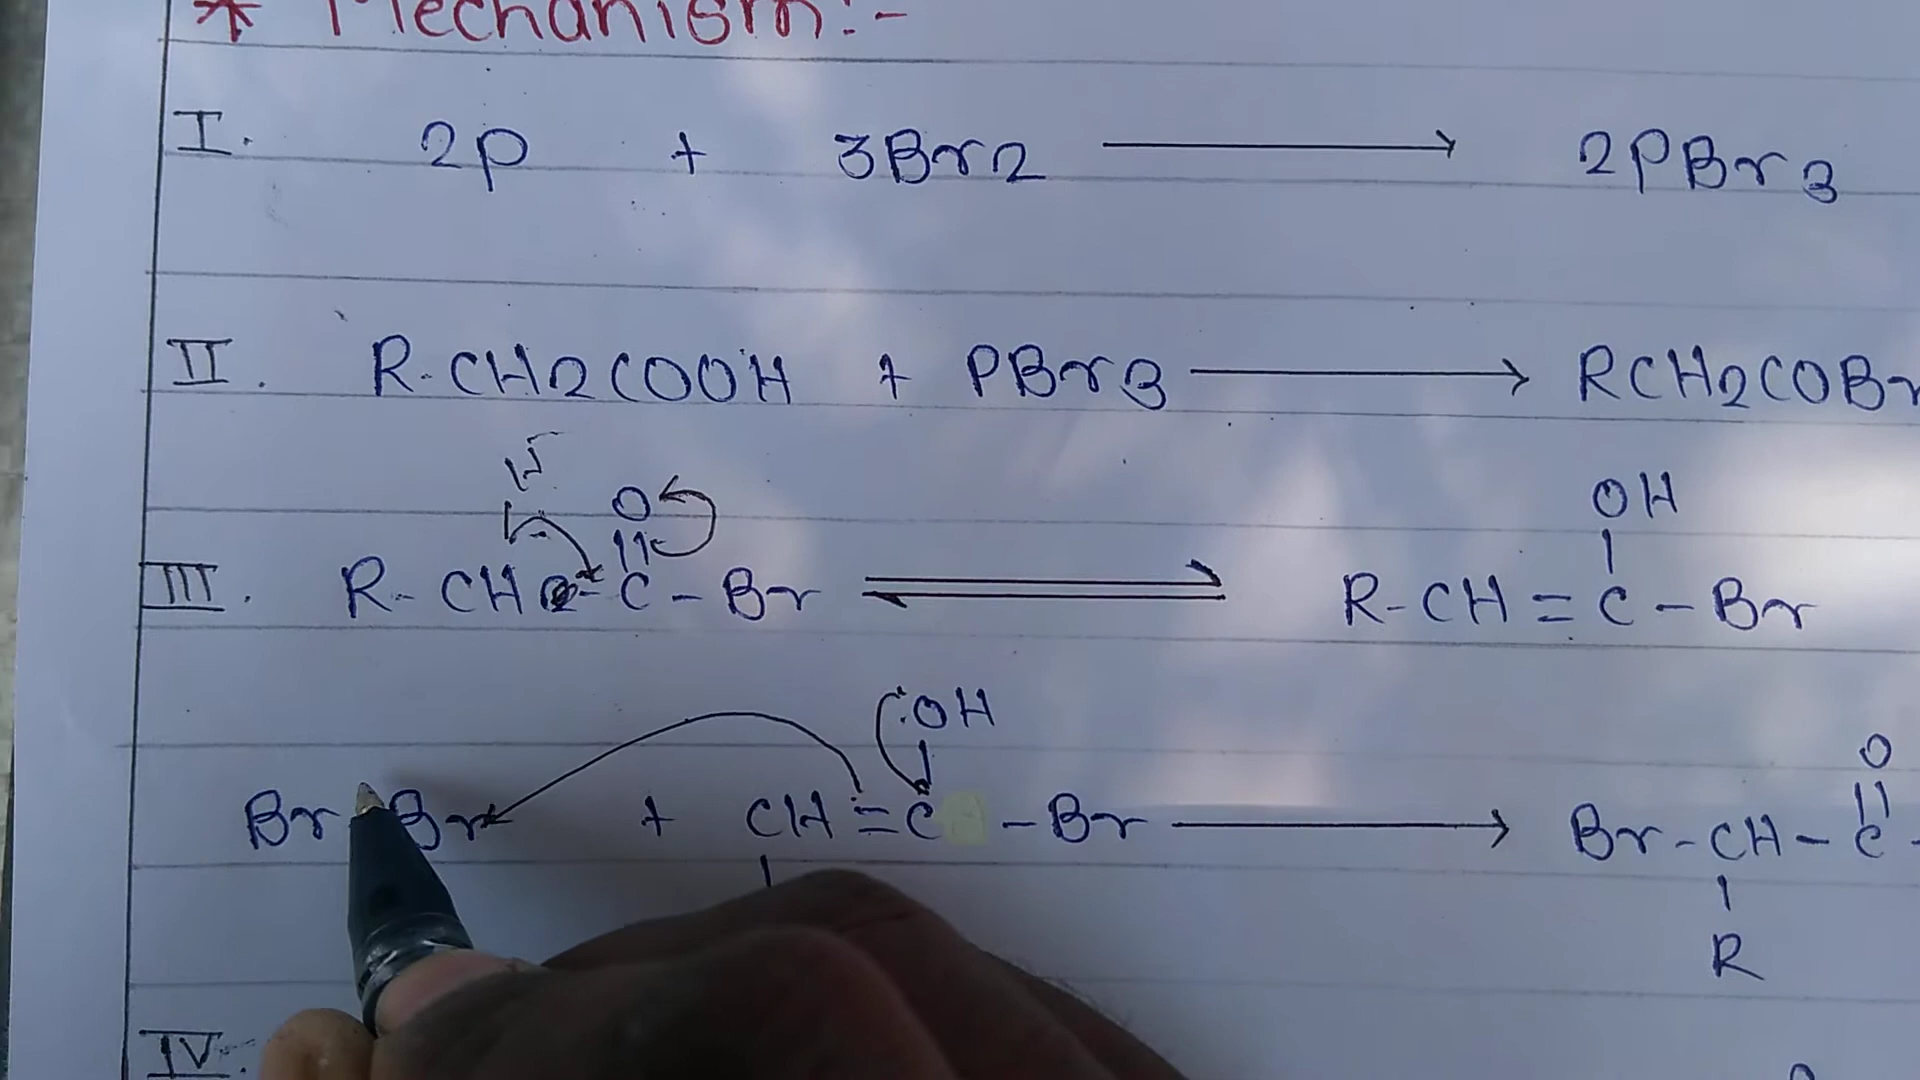 * Mechanism:-
I. 2P + 3Br2 ⟶ 2PBr3
II. R-CH2COOH + PBr3 ⟶ RCH2COBr
O OH
|| |
III. R-CH - C - Br ⇌ R-CH = C - Br
:OH O
| ||
Br Br + CH = C - Br ⟶ Br-CH-C-
| |
R
IV.